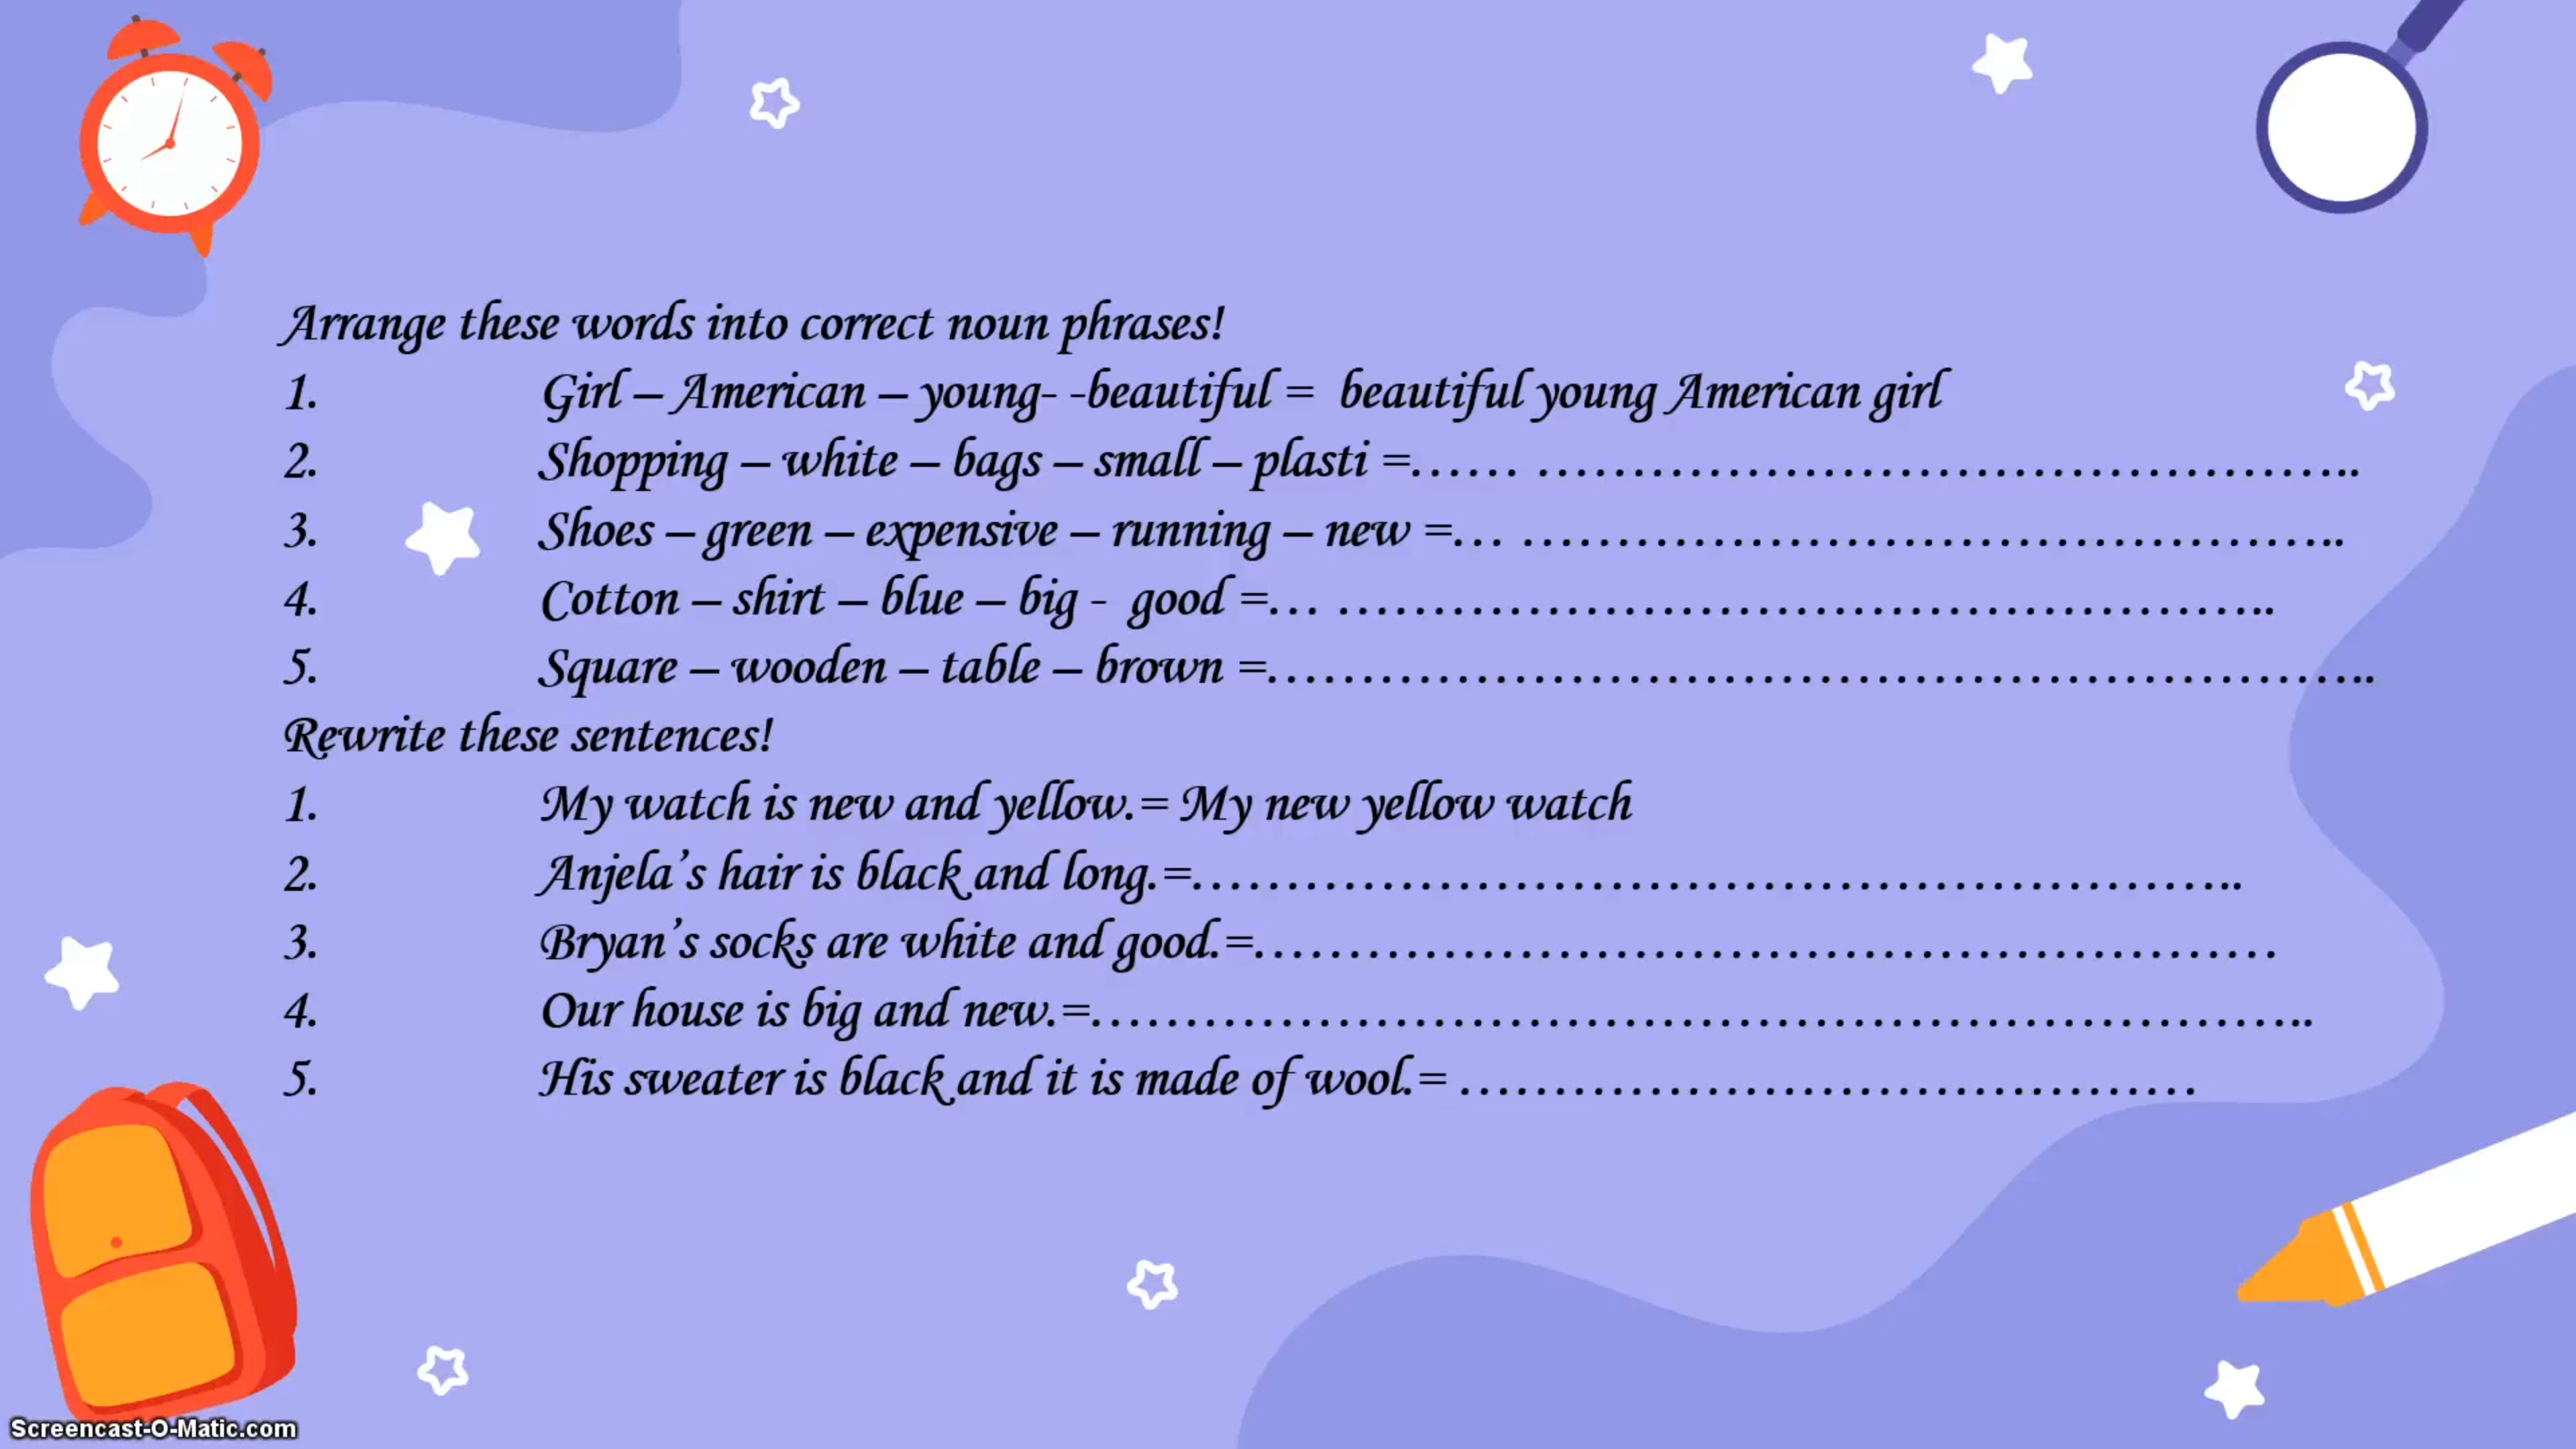 Arrange these words into correct noun phrases!
1. Girl – American – young- -beautiful = beautiful young American girl
2. Shopping – white – bags – small – plasti =…… ………………………………………..
3. Shoes – green – expensive – running – new =… ……………………………………..
4. Cotton – shirt – blue – big - good =… …………………………………………..
5. Square – wooden – table – brown =…………………………………………………..
Rewrite these sentences!
1. My watch is new and yellow.= My new yellow watch
2. Anjela’s hair is black and long.=………………………………………………..
3. Bryan’s socks are white and good.=………………………………………………
4. Our house is big and new.=………………………………………………………..
5. His sweater is black and it is made of wool.= …………………………………
Screencast-O-Matic.com